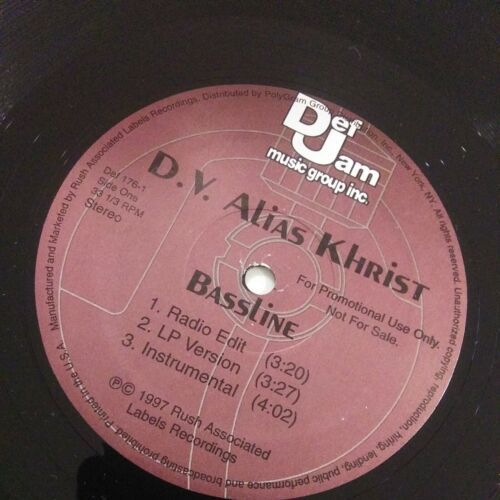 Def
Jam
music group inc.
Def 176-1
Side One
33 1/3 RPM
Stereo
D.V. Alias Khrist
Bassline
For Promotional Use Only.
Not For Sale.
1. Radio Edit (3:20)
2. LP Version (3:27)
3. Instrumental (4:02)
℗© 1997 Rush Associated
Labels Recordings
Manufactured and Marketed by Rush Associated Labels Recordings. Distributed by PolyGram Group Inc., New York, NY. All rights reserved. Unauthorized copying, reproduction, hiring, lending, public performance and broadcasting prohibited. Printed in the U.S.A.